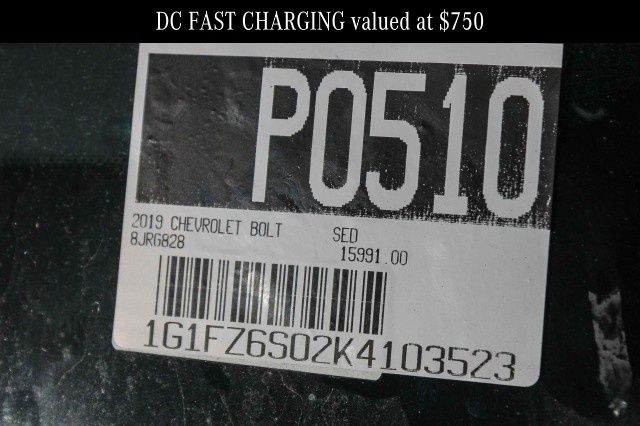 DC FAST CHARGING valued at $750
P0510
2019 CHEVROLET BOLT SED
8JRG828 15991.00
1G1FZ6S02K4103523